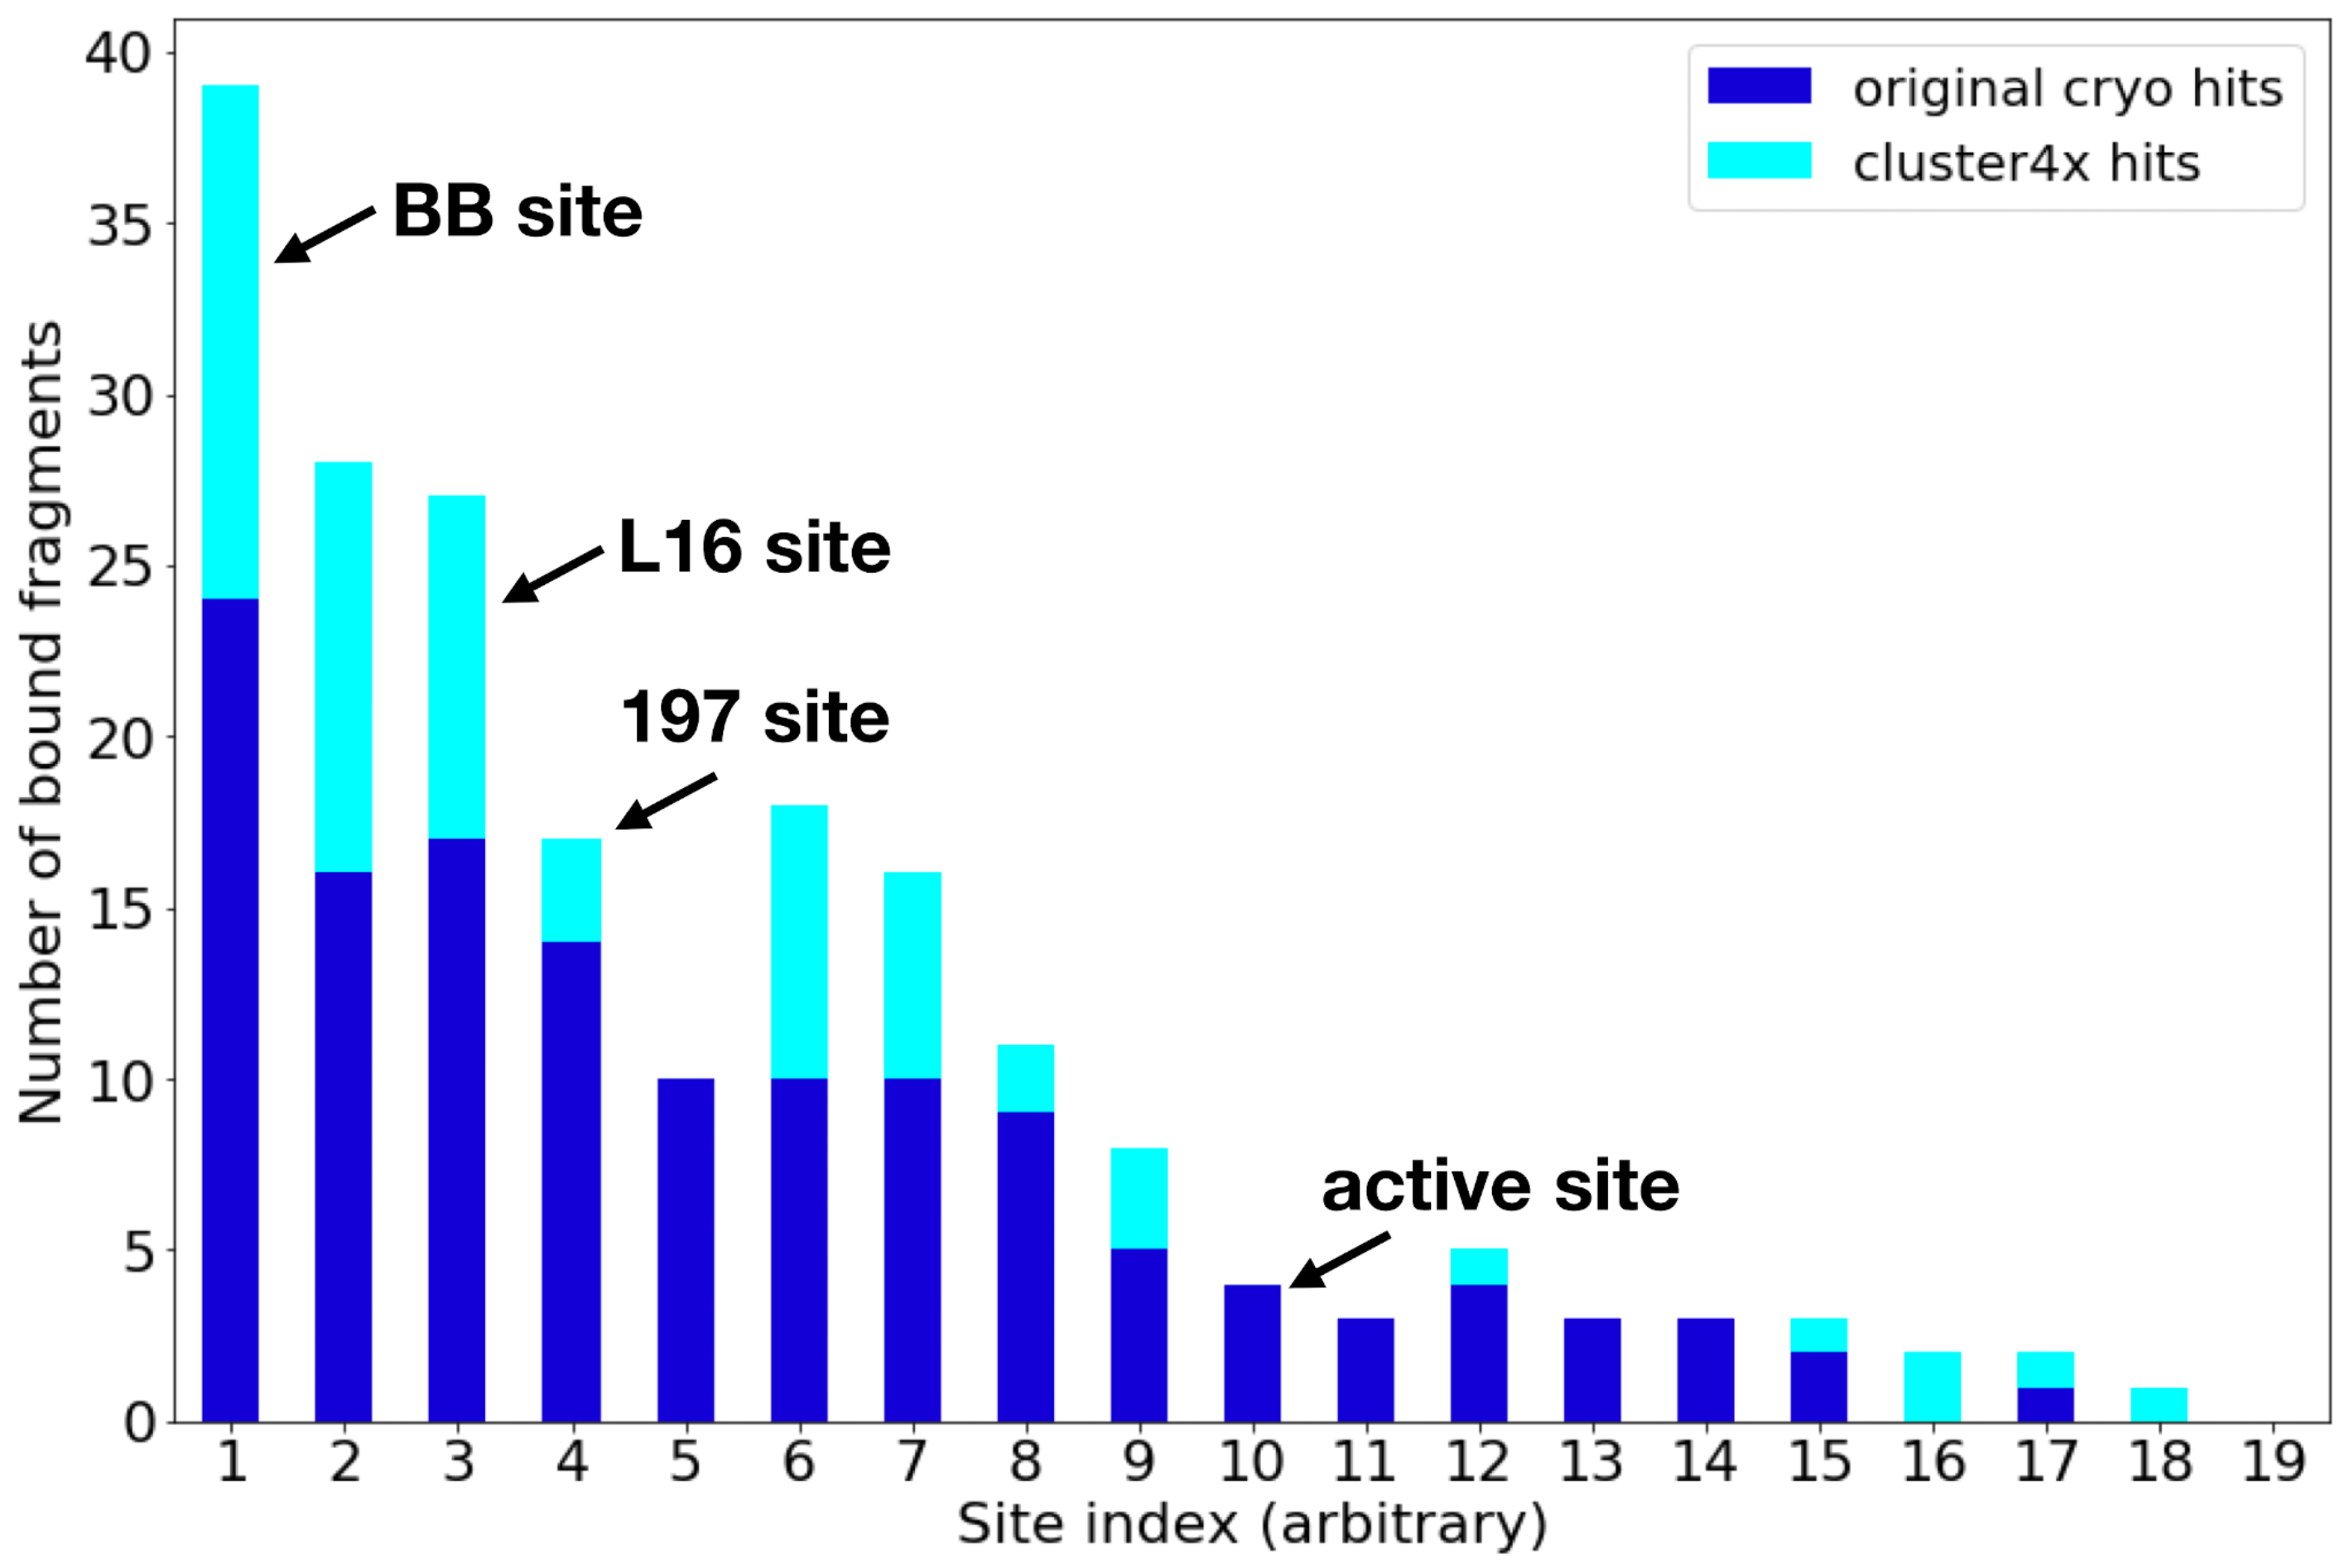 original cryo hits
cluster4x hits
BB site
L16 site
197 site
active site
Number of bound fragments
40
35
30
25
20
15
10
5
0
1 2 3 4 5 6 7 8 9 10 11 12 13 14 15 16 17 18 19
Site index (arbitrary)